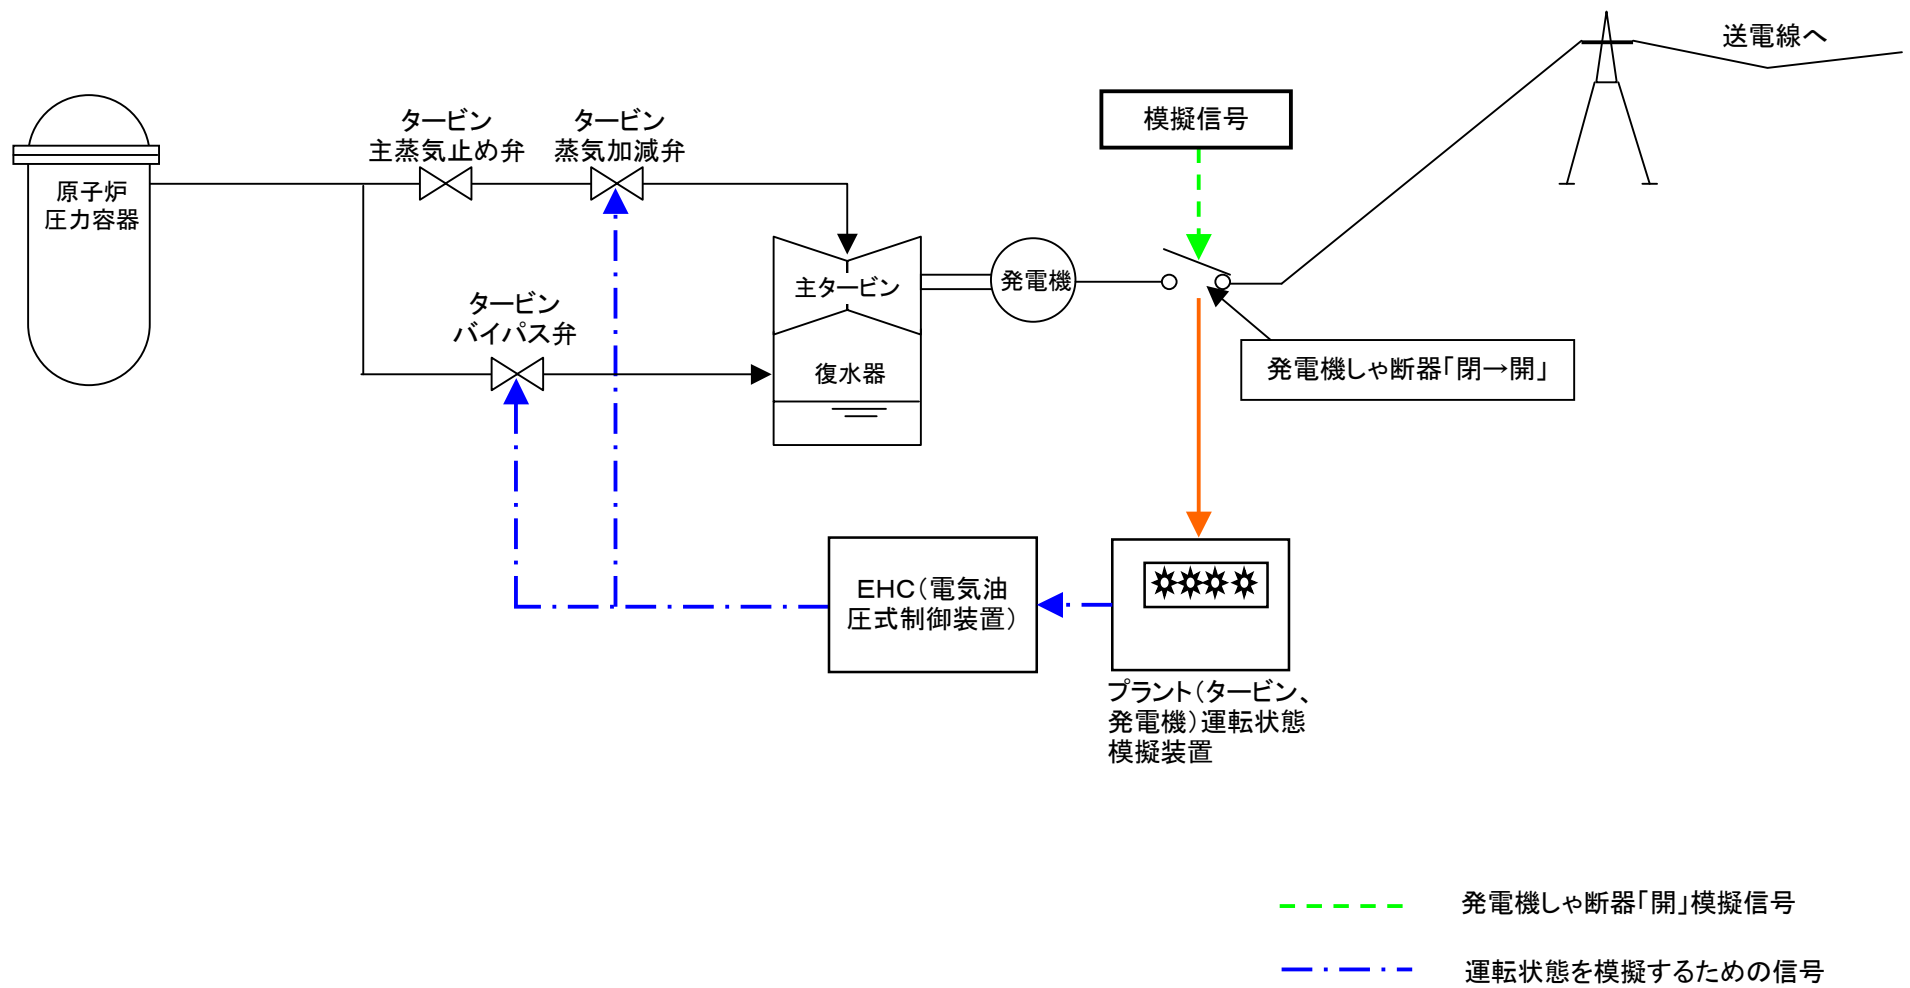 送電線へ
模擬信号
タービン
主蒸気止め弁
タービン
蒸気加減弁
原子炉
圧力容器
主タービン
発電機
タービン
バイパス弁
復水器
発電機しゃ断器「閉→開」
EHC(電気油
圧式制御装置)
プラント(タービン、
発電機)運転状態
模擬装置
発電機しゃ断器「開」模擬信号
運転状態を模擬するための信号